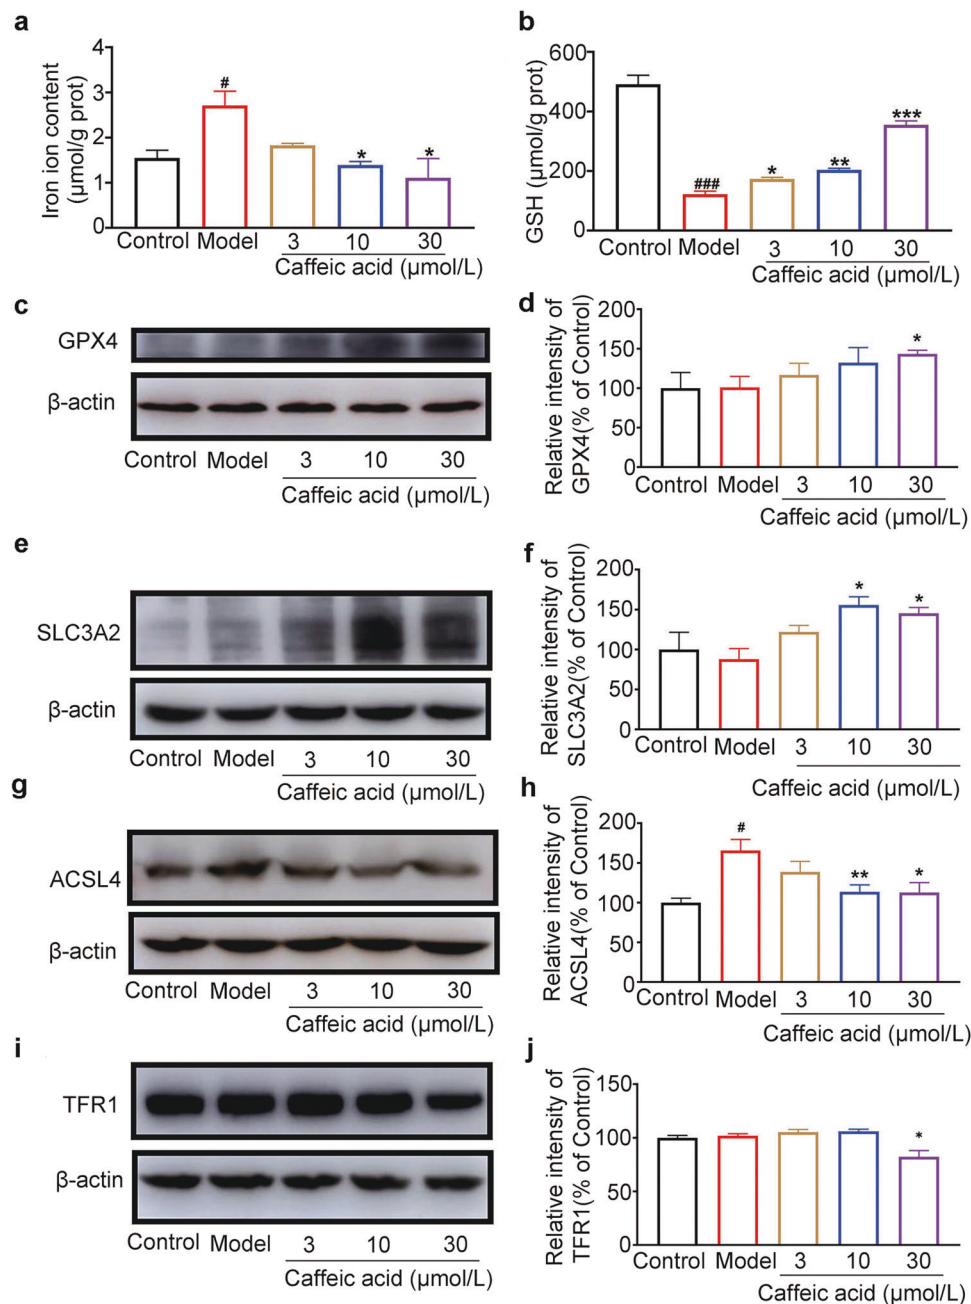 a
Iron ion content
(μmol/g prot)
4
3
2
1
0
#
*
*
Control Model 3 10 30
Caffeic acid (μmol/L)
b
GSH (μmol/g prot)
600
400
200
0
###
*
**
***
Control Model 3 10 30
Caffeic acid (μmol/L)
c
GPX4
β-actin
Control Model 3 10 30
Caffeic acid (μmol/L)
d
Relative intensity of
GPX4(% of Control)
200
150
100
50
0
*
Control Model 3 10 30
Caffeic acid (μmol/L)
e
SLC3A2
β-actin
Control Model 3 10 30
Caffeic acid (μmol/L)
f
Relative intensity of
SLC3A2(% of Control)
200
150
100
50
0
*
*
Control Model 3 10 30
Caffeic acid (μmol/L)
g
ACSL4
β-actin
Control Model 3 10 30
Caffeic acid (μmol/L)
h
Relative intensity of
ACSL4(% of Control)
200
150
100
50
0
#
**
*
Control Model 3 10 30
Caffeic acid (μmol/L)
i
TFR1
β-actin
Control Model 3 10 30
Caffeic acid (μmol/L)
j
Relative intensity of
TFR1(% of Control)
150
100
50
0
*
Control Model 3 10 30
Caffeic acid (μmol/L)